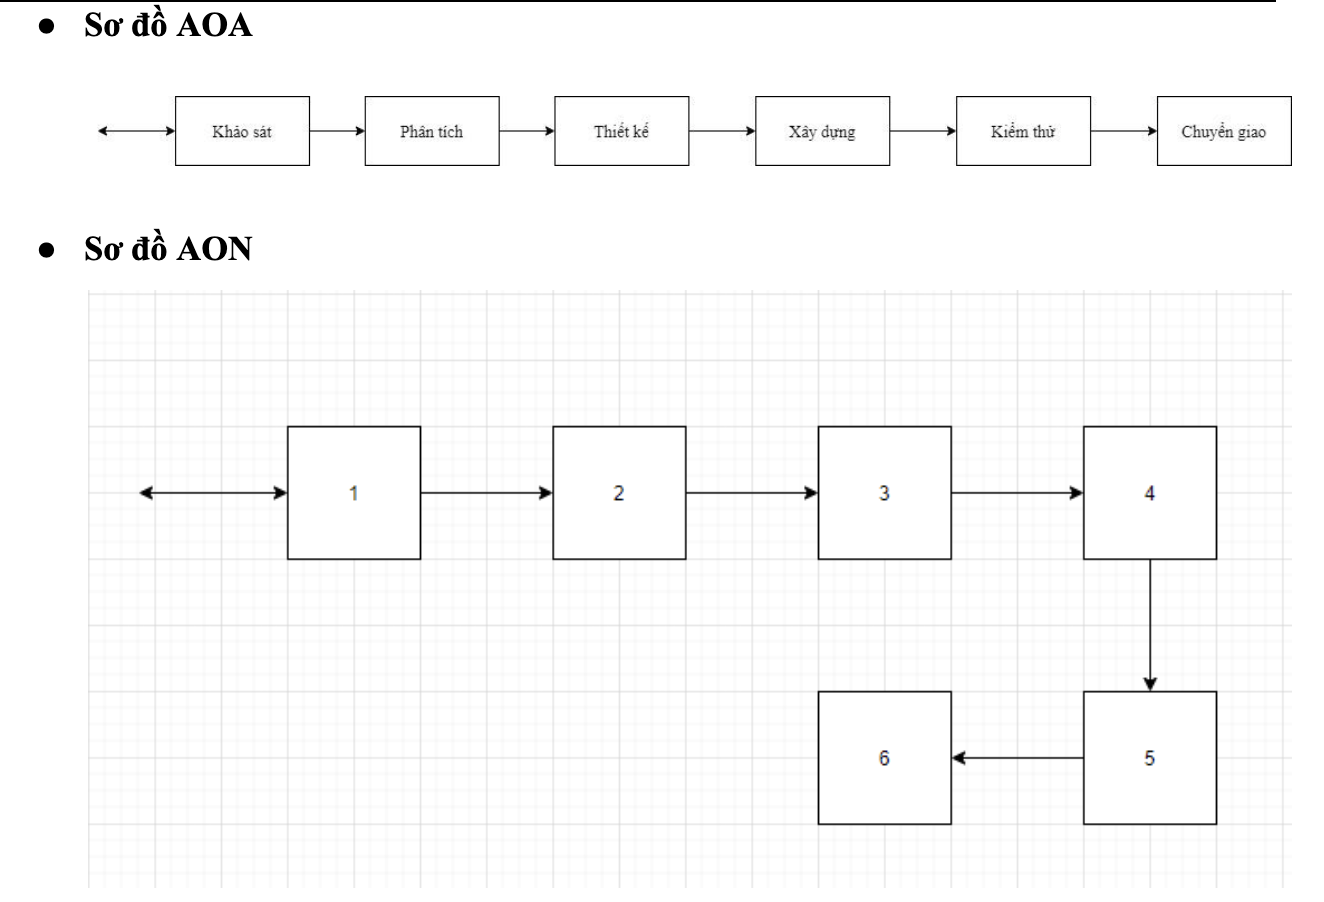 ● Sơ đồ AOA
Khảo sát Phân tích Thiết kế Xây dựng Kiểm thử Chuyển giao
● Sơ đồ AON
1 2 3 4
6 5